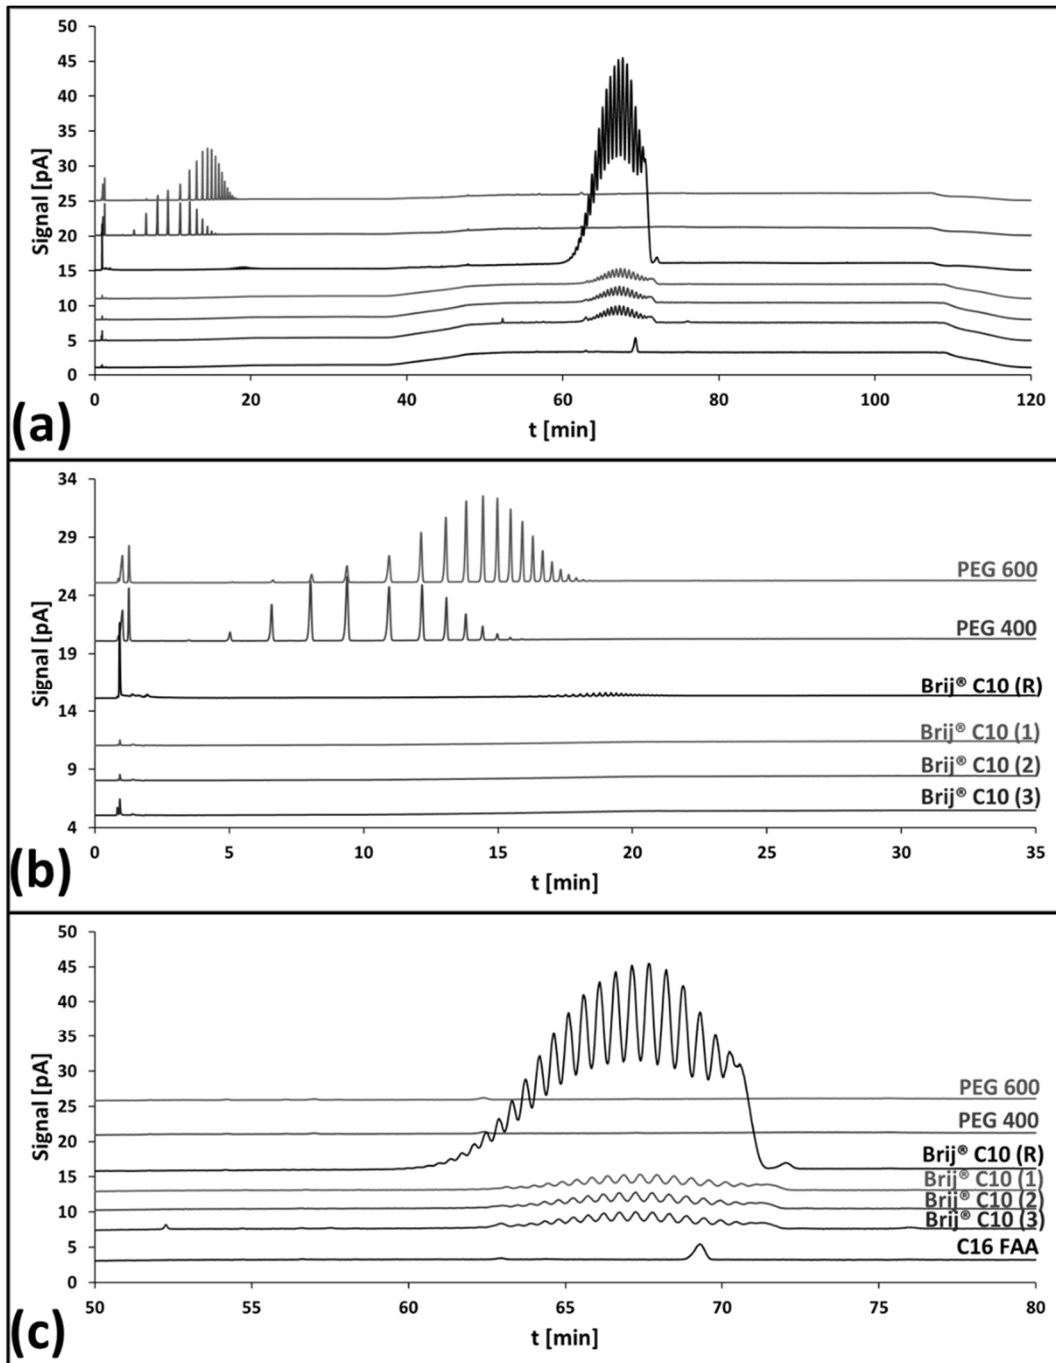 50
45
40
35
30
25
20
15
10
5
0
Signal [pA]
0 20 40 60 80 100 120
t [min]
(a)
34
29
24
19
14
9
4
Signal [pA]
PEG 600
PEG 400
Brij® C10 (R)
Brij® C10 (1)
Brij® C10 (2)
Brij® C10 (3)
0 5 10 15 20 25 30 35
t [min]
(b)
50
45
40
35
30
25
20
15
10
5
0
Signal [pA]
PEG 600
PEG 400
Brij® C10 (R)
Brij® C10 (1)
Brij® C10 (2)
Brij® C10 (3)
C16 FAA
50 55 60 65 70 75 80
t [min]
(c)